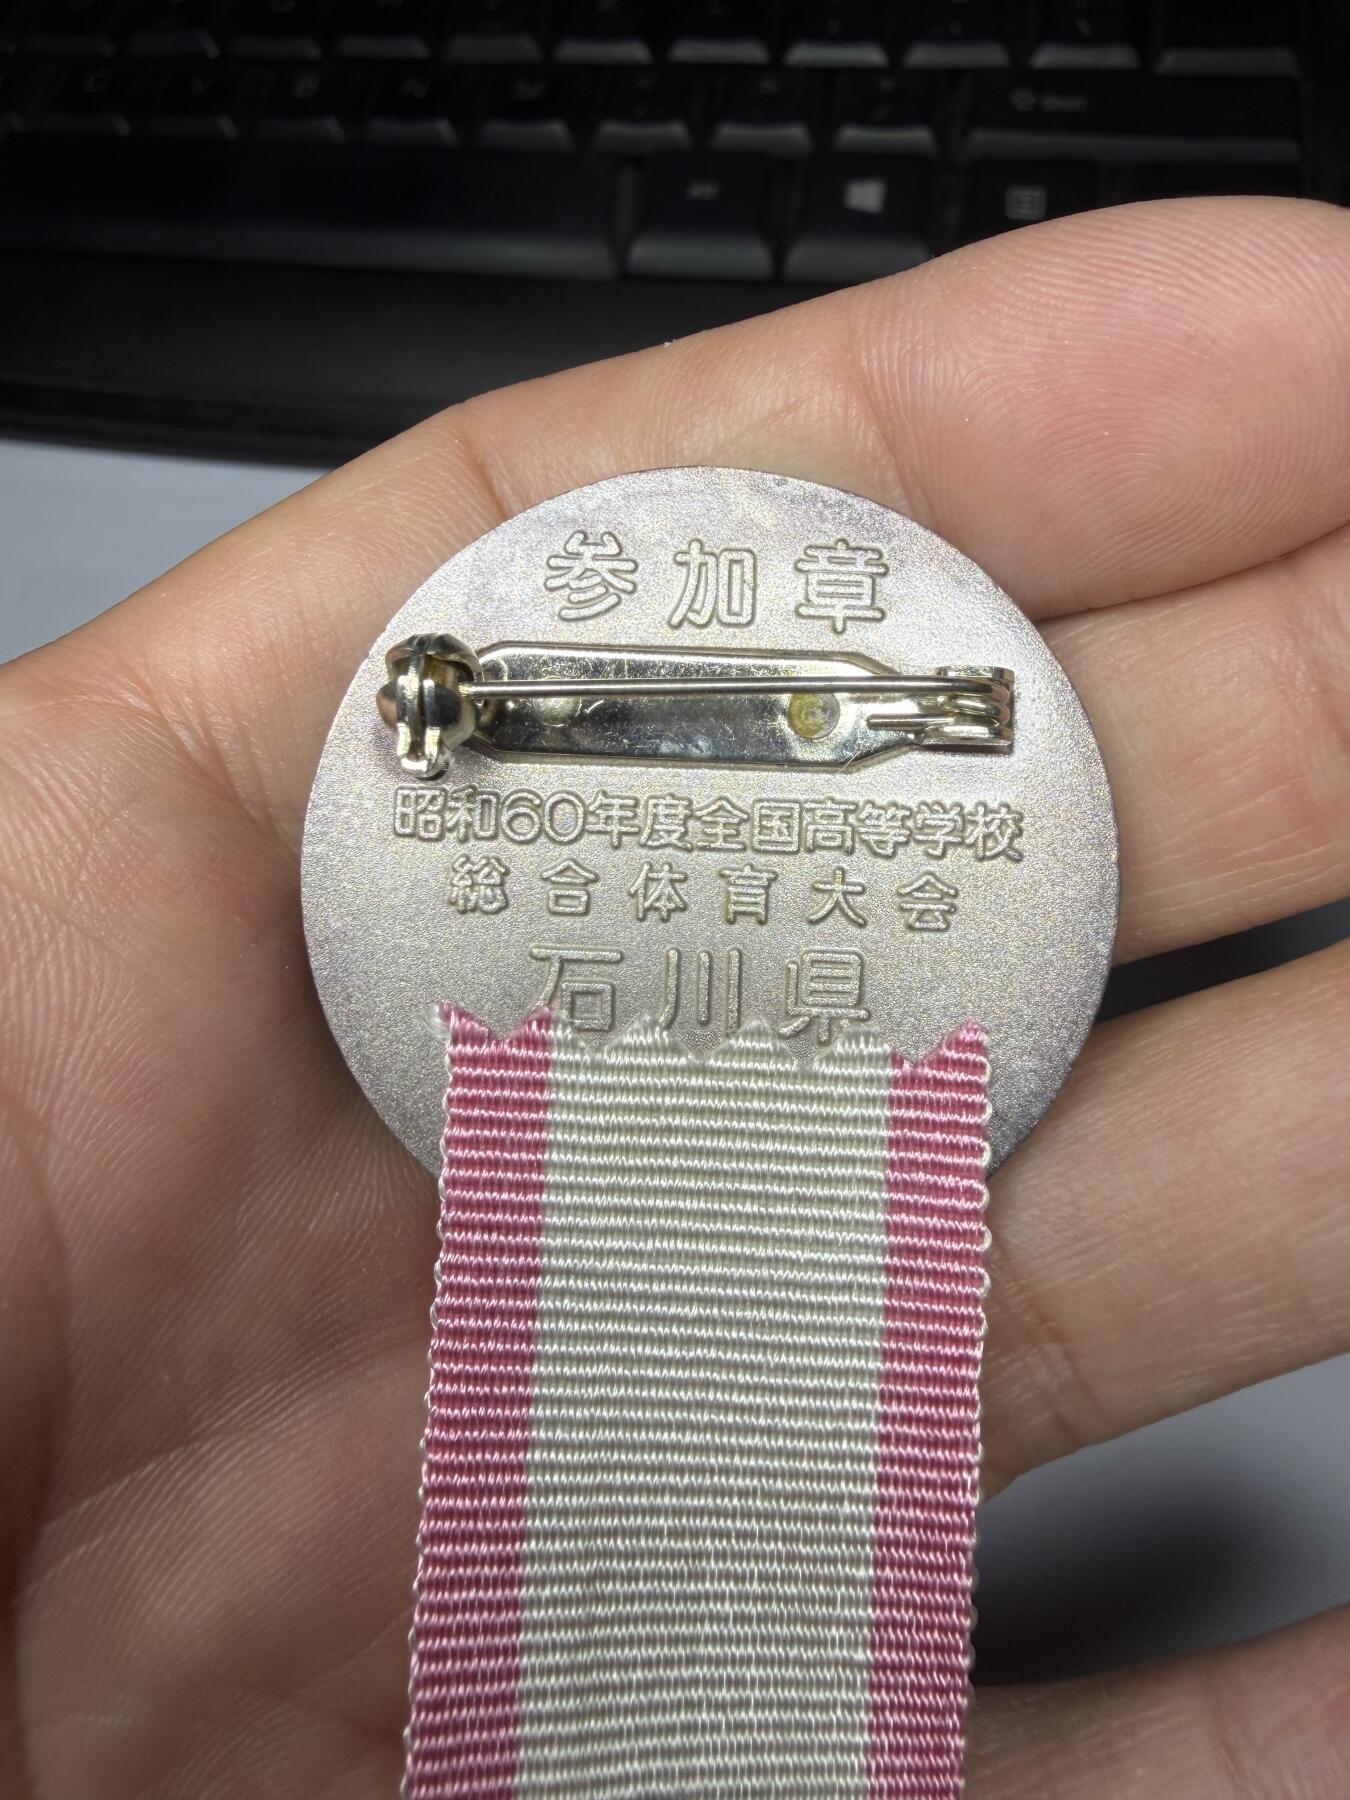 C V B N M
参加章
昭和60年度全国高等学校
総合体育大会
石川県